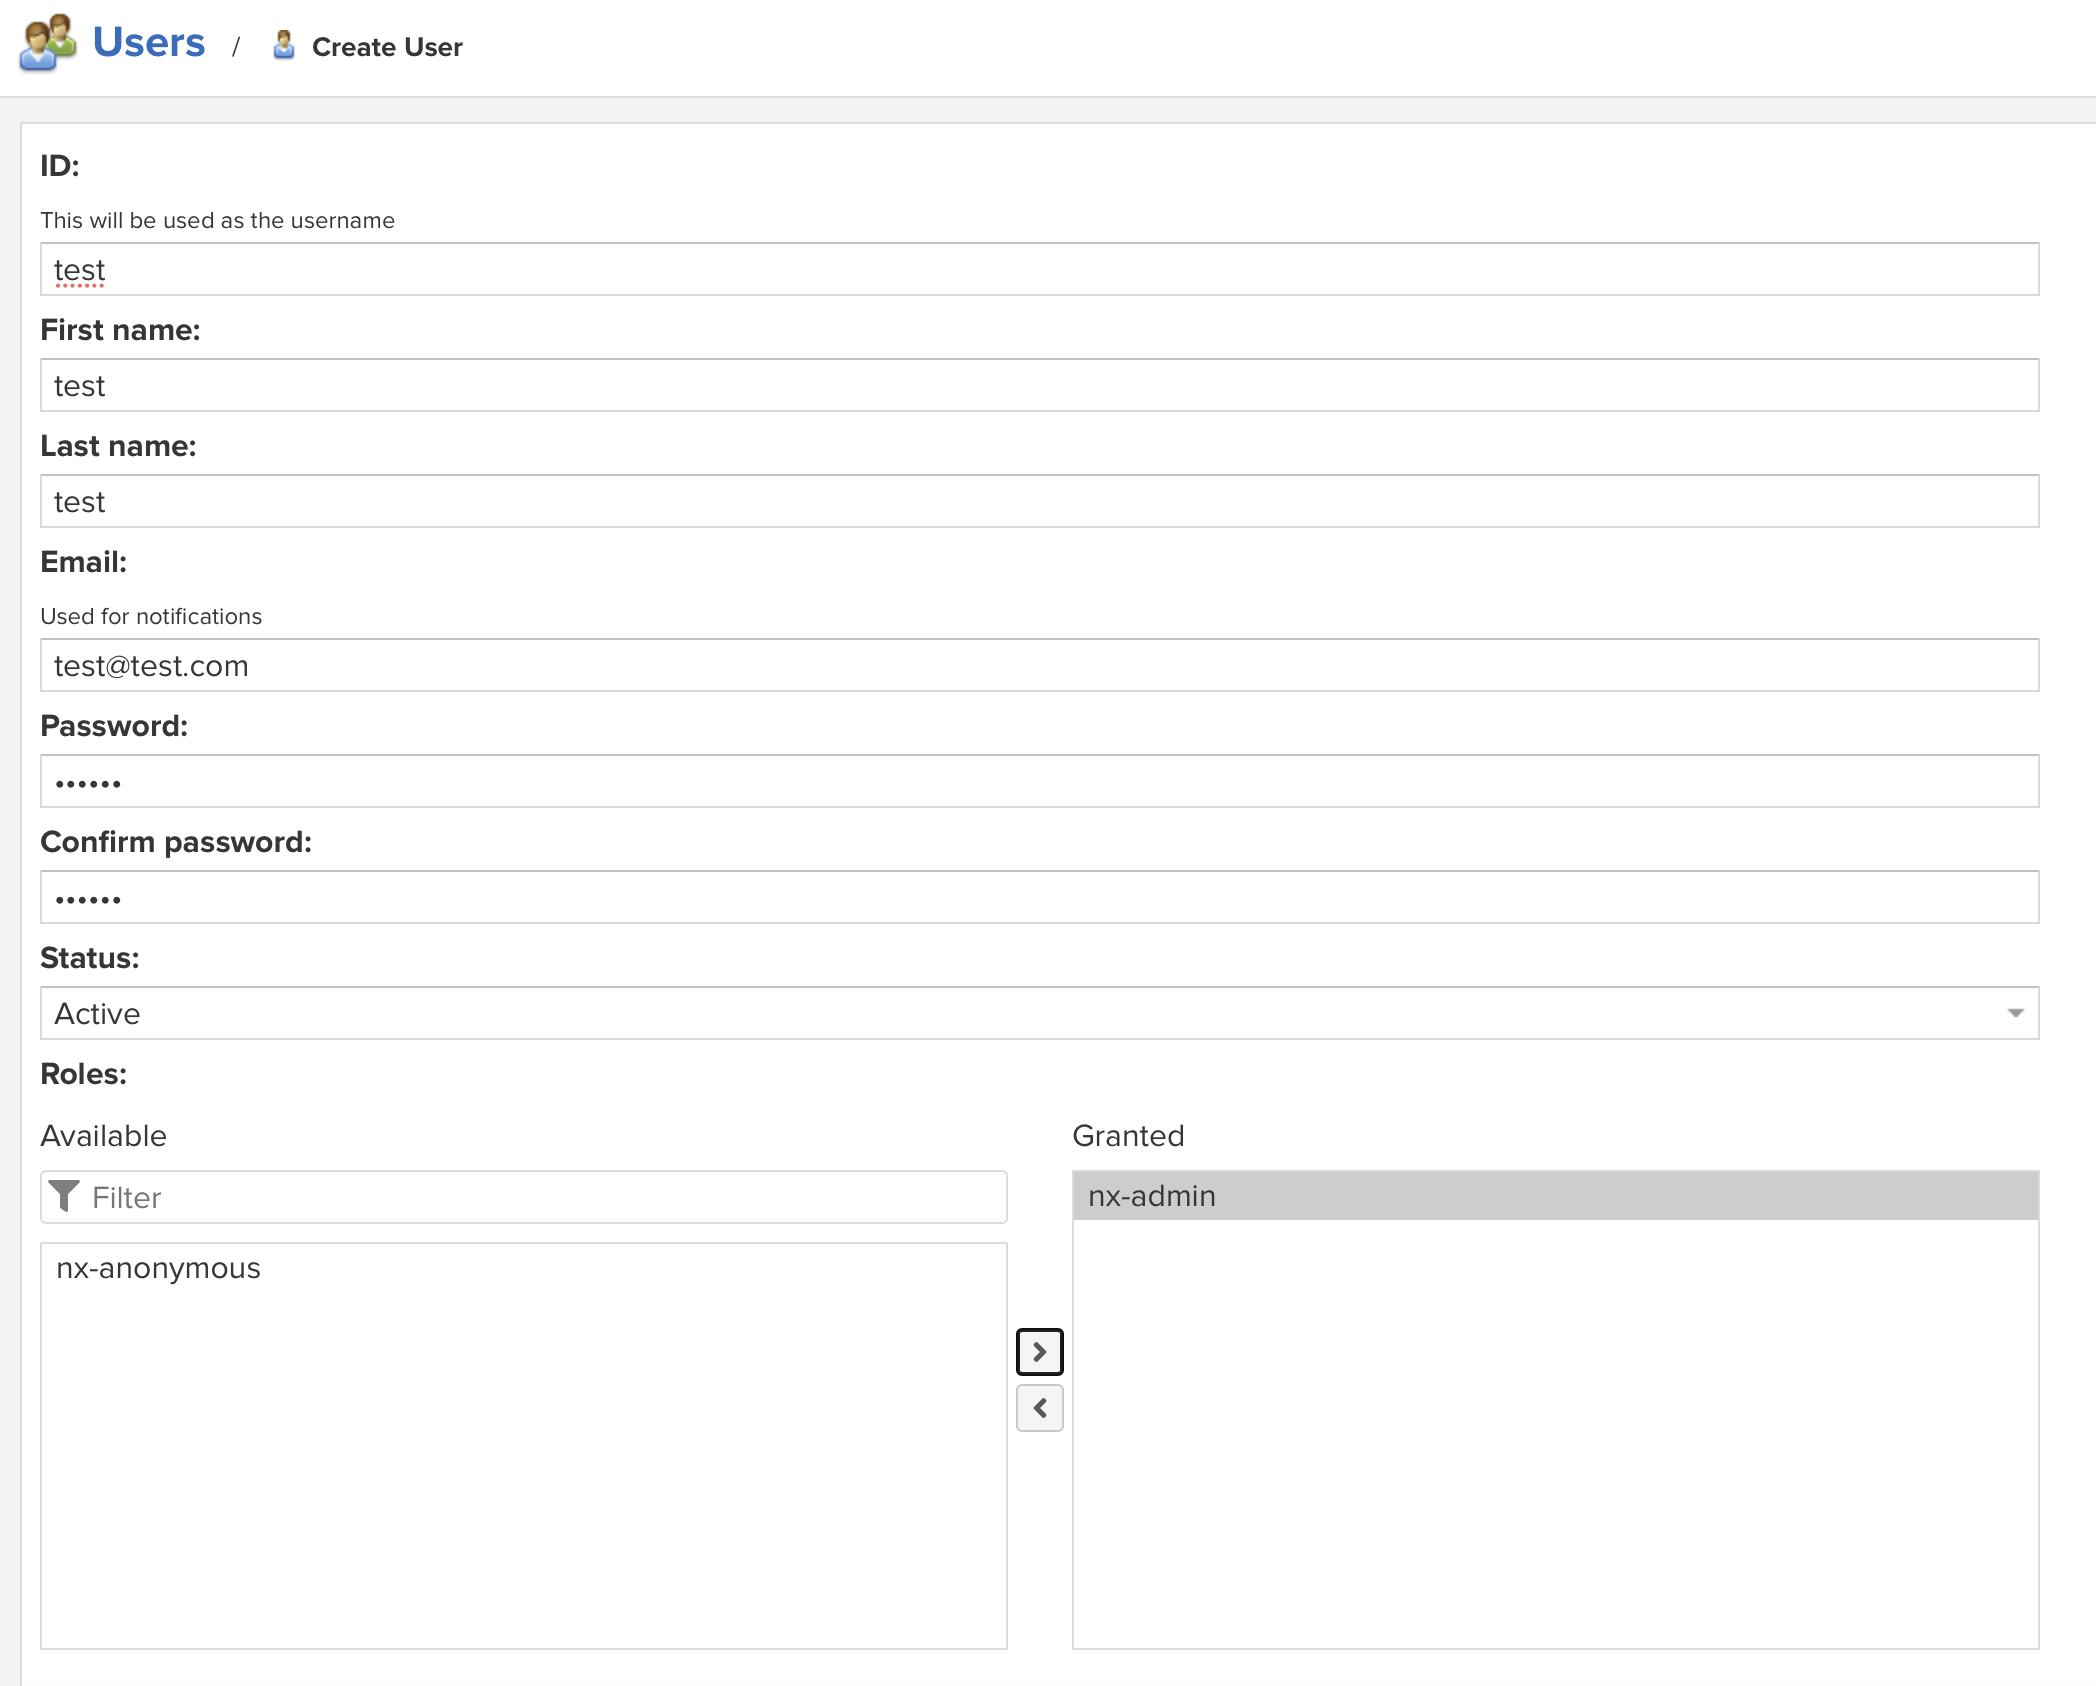 Users / Create User
ID:
This will be used as the username
test
First name:
test
Last name:
test
Email:
Used for notifications
test@test.com
Password:
••••••
Confirm password:
••••••
Status:
Active
Roles:
Available
Granted
Filter
nx-admin
nx-anonymous